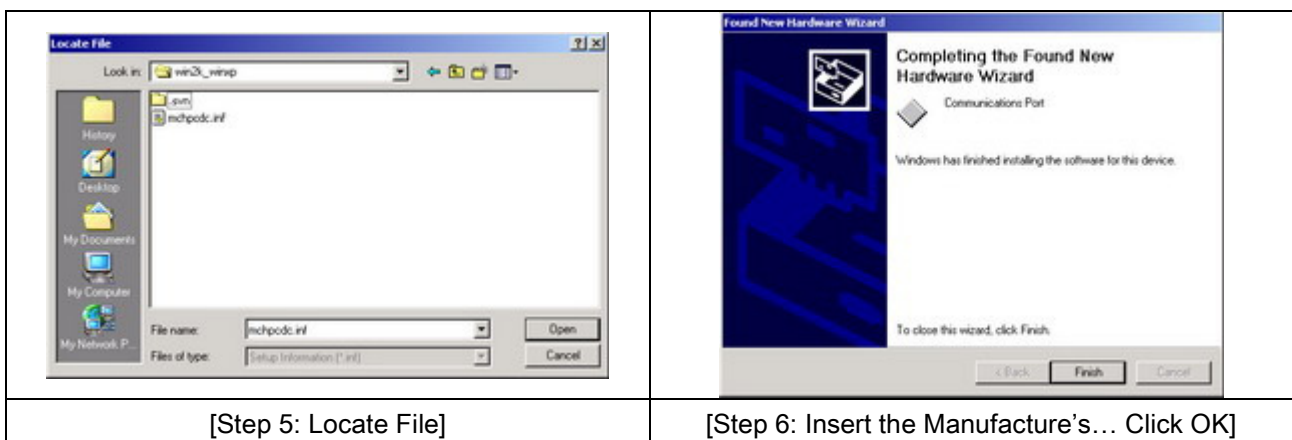 Locate File
Look in: win2k_winxp
.svn
mchpcdc.inf
History
Desktop
My Documents
My Computer
My Network P...
File name: mchpcdc.inf
Open
Files of type: Setup Information (*.inf)
Cancel
[Step 5: Locate File]
Found New Hardware Wizard
Completing the Found New
Hardware Wizard
Communications Port
Windows has finished installing the software for this device.
To close this wizard, click Finish.
< Back Finish Cancel
[Step 6: Insert the Manufacture's… Click OK]